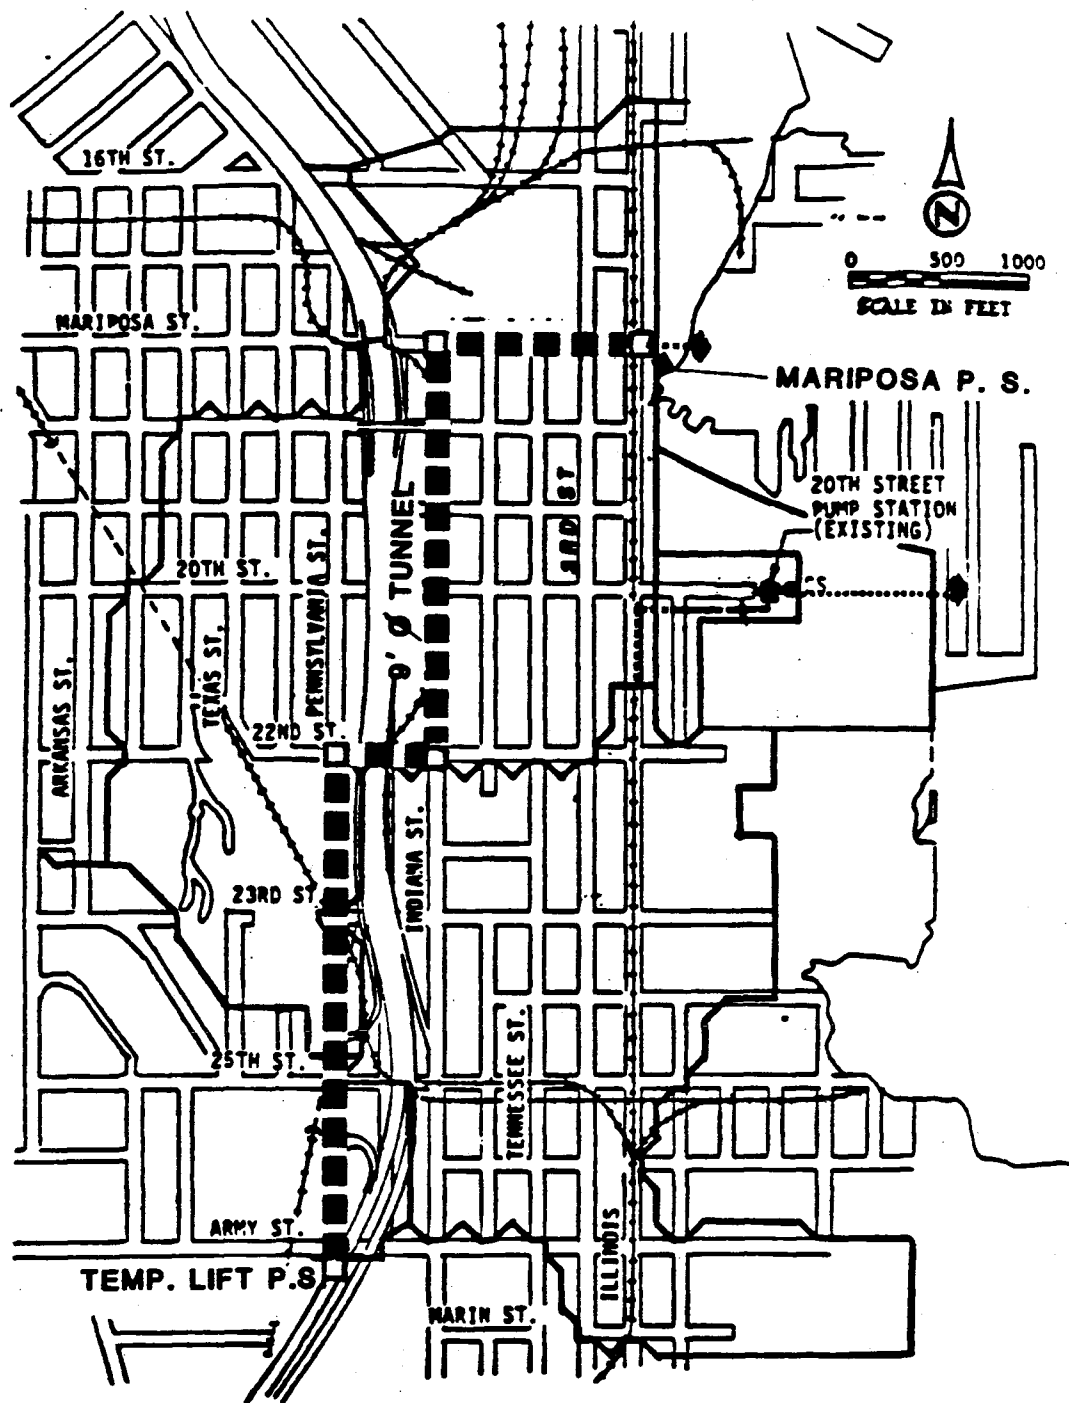 16TH ST.
N
0 500 1000
SCALE IN FEET
MARIPOSA ST.
MARIPOSA P. S.
20TH STREET
PUMP STATION
(EXISTING)
3RD ST
9' Ø TUNNEL
20TH ST.
PENNSYLVANIA ST.
TEXAS ST.
ARKANSAS ST.
22ND ST.
INDIANA ST.
23RD ST
TENNESSEE ST.
25TH ST.
ARMY ST.
ILLINOIS
TEMP. LIFT P.S
MARIN ST.